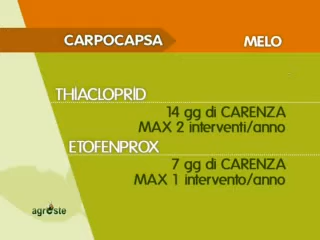 CARPOCAPSA MELO
THIACLOPRID
14 gg di CARENZA
MAX 2 interventi/anno
ETOFENPROX
7 gg di CARENZA
MAX 1 intervento/anno
agroste